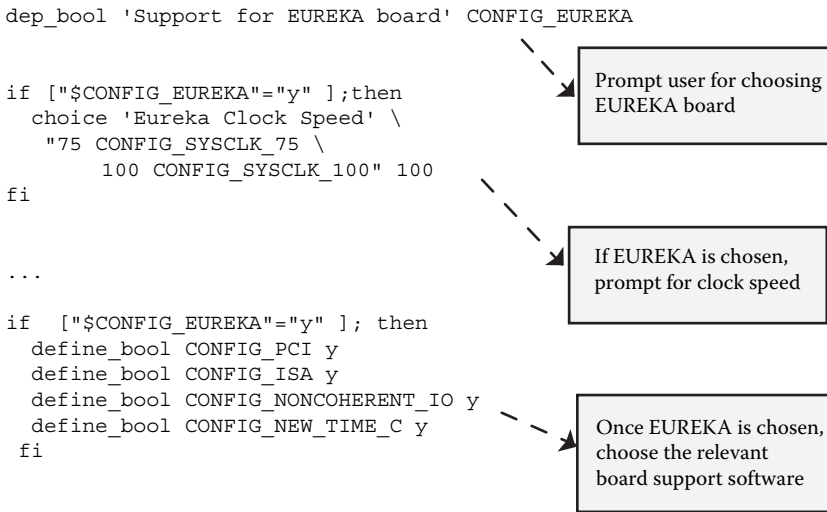 dep_bool 'Support for EUREKA board' CONFIG_EUREKA
Prompt user for choosing
EUREKA board
if ["$CONFIG_EUREKA"="y" ];then
choice 'Eureka Clock Speed' \
"75 CONFIG_SYSCLK_75 \
100 CONFIG_SYSCLK_100" 100
fi
If EUREKA is chosen,
prompt for clock speed
...
if ["$CONFIG_EUREKA"="y" ]; then
define_bool CONFIG_PCI y
define_bool CONFIG_ISA y
define_bool CONFIG_NONCOHERENT_IO y
define_bool CONFIG_NEW_TIME_C y
fi
Once EUREKA is chosen,
choose the relevant
board support software